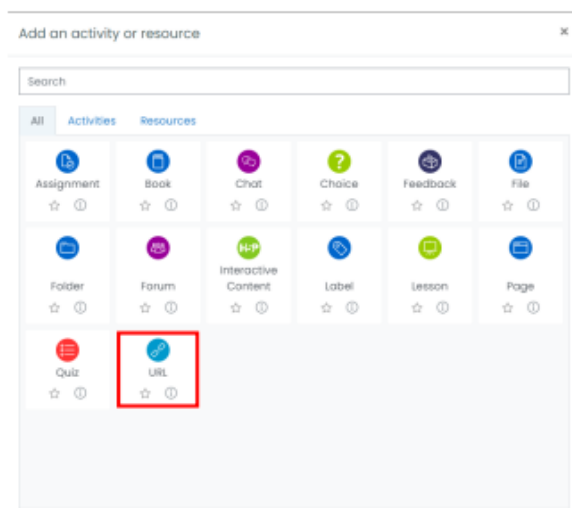 Add an activity or resource ×
Search
All Activities Resources
Assignment Book Chat Choice Feedback File
Folder Forum Interactive Content Label Lesson Page
H5P
Quiz URL